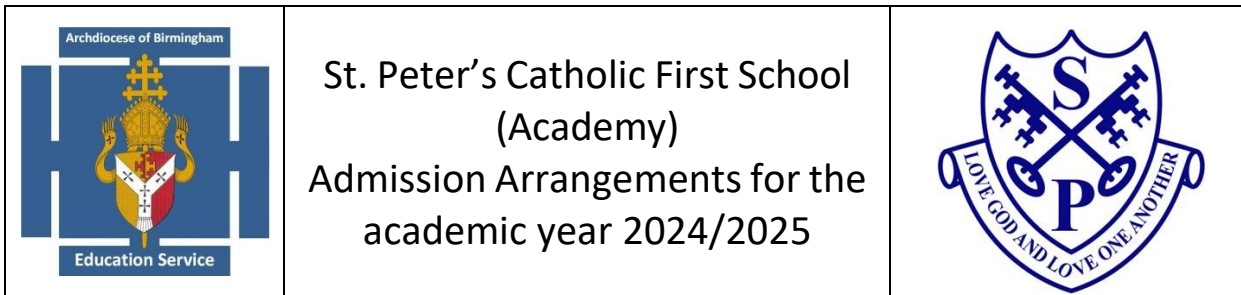 Archdiocese of Birmingham
Education Service
St. Peter's Catholic First School
(Academy)
Admission Arrangements for the
academic year 2024/2025
S
P
LOVE GOD AND LOVE ONE ANOTHER